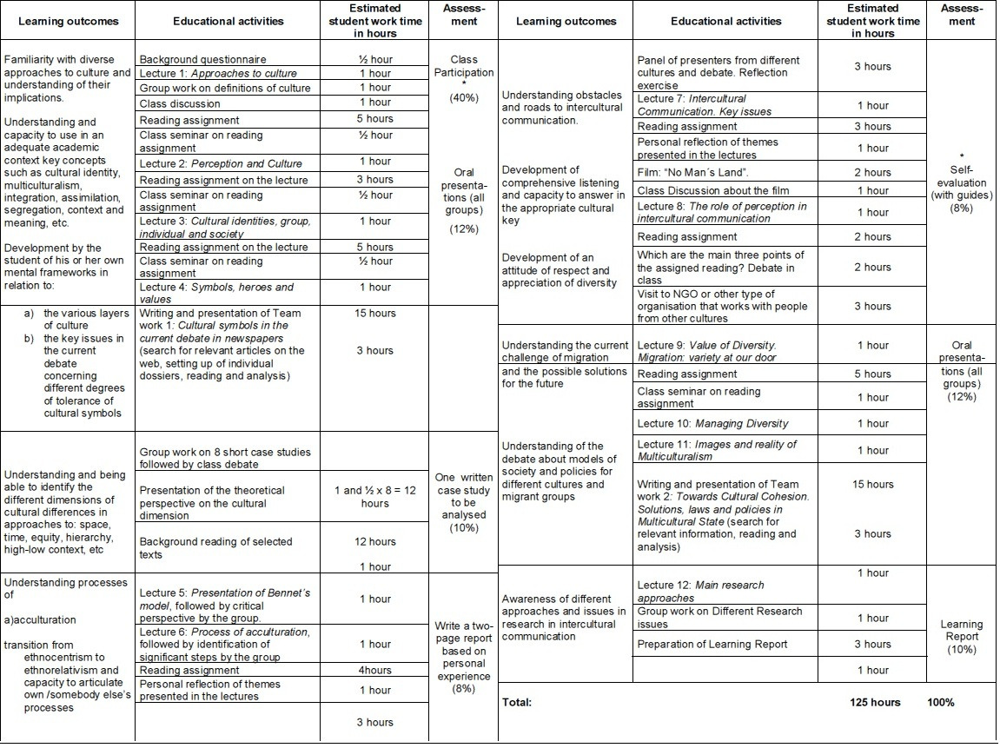 Learning outcomes
Educational activities
Estimated
student work time
in hours
Assess-
ment
Familiarity with diverse
approaches to culture and
understanding of their
implications.
Understanding and
capacity to use in an
adequate academic
context key concepts
such as cultural identity,
multiculturalism,
integration, assimilation,
segregation, context and
meaning, etc.
Development by the
student of his or her own
mental frameworks in
relation to:
Background questionnaire
½ hour
Lecture 1: Approaches to culture
1 hour
Group work on definitions of culture
1 hour
Class discussion
1 hour
Reading assignment
5 hours
Class seminar on reading
assignment
½ hour
Lecture 2: Perception and Culture
1 hour
Reading assignment on the lecture
3 hours
Class seminar on reading
assignment
½ hour
Lecture 3: Cultural identities, group,
individual and society
1 hour
Reading assignment on the lecture
5 hours
Class seminar on reading
assignment
½ hour
Lecture 4: Symbols, heroes and
values
1 hour
Class
Participation
*
(40%)
Oral
presenta-
tions (all
groups)
(12%)
a) the various layers
of culture
b) the key issues in
the current
debate
concerning
different degrees
of tolerance of
cultural symbols
Writing and presentation of Team
work 1: Cultural symbols in the
current debate in newspapers
(search for relevant articles on the
web, setting up of individual
dossiers, reading and analysis)
15 hours
3 hours
Understanding and being
able to identify the
different dimensions of
cultural differences in
approaches to: space,
time, equity, hierarchy,
high-low context, etc
Group work on 8 short case studies
followed by class debate
Presentation of the theoretical
perspective on the cultural
dimension
1 and ½ x 8 = 12
hours
Background reading of selected
texts
12 hours
1 hour
One written
case study
to be
analysed
(10%)
Understanding processes
of
a)acculturation
transition from
ethnocentrism to
ethnorelativism and
capacity to articulate
own /somebody else's
processes
Lecture 5: Presentation of Bennet's
model, followed by critical
perspective by the group.
1 hour
Lecture 6: Process of acculturation,
followed by identification of
significant steps by the group
1 hour
Reading assignment
4hours
Personal reflection of themes
presented in the lectures
1 hour
3 hours
Write a two-
page report
based on
personal
experience
(8%)
Learning outcomes
Educational activities
Estimated
student work time
in hours
Assess-
ment
Understanding obstacles
and roads to intercultural
communication.
Development of
comprehensive listening
and capacity to answer in
the appropriate cultural
key
Development of an
attitude of respect and
appreciation of diversity
Panel of presenters from different
cultures and debate. Reflection
exercise
3 hours
Lecture 7: Intercultural
Communication. Key issues
1 hour
Reading assignment
3 hours
Personal reflection of themes
presented in the lectures
1 hour
Film: "No Man´s Land".
2 hours
Class Discussion about the film
1 hour
Lecture 8: The role of perception in
intercultural communication
1 hour
Reading assignment
2 hours
Which are the main three points of
the assigned reading? Debate in
class
2 hours
Visit to NGO or other type of
organisation that works with people
from other cultures
3 hours
*
Self-
evaluation
(with guides)
(8%)
Understanding the current
challenge of migration
and the possible solutions
for the future
Understanding of the
debate about models of
society and policies for
different cultures and
migrant groups
Lecture 9: Value of Diversity.
Migration: variety at our door
1 hour
Reading assignment
5 hours
Class seminar on reading
assignment
1 hour
Lecture 10: Managing Diversity
1 hour
Lecture 11: Images and reality of
Multiculturalism
1 hour
Writing and presentation of Team
work 2: Towards Cultural Cohesion.
Solutions, laws and policies in
Multicultural State (search for
relevant information, reading and
analysis)
15 hours
3 hours
Oral
presenta-
tions (all
groups)
(12%)
Awareness of different
approaches and issues in
research in intercultural
communication
1 hour
Lecture 12: Main research
approaches
Group work on Different Research
issues
1 hour
Preparation of Learning Report
3 hours
1 hour
Learning
Report
(10%)
Total:
125 hours
100%